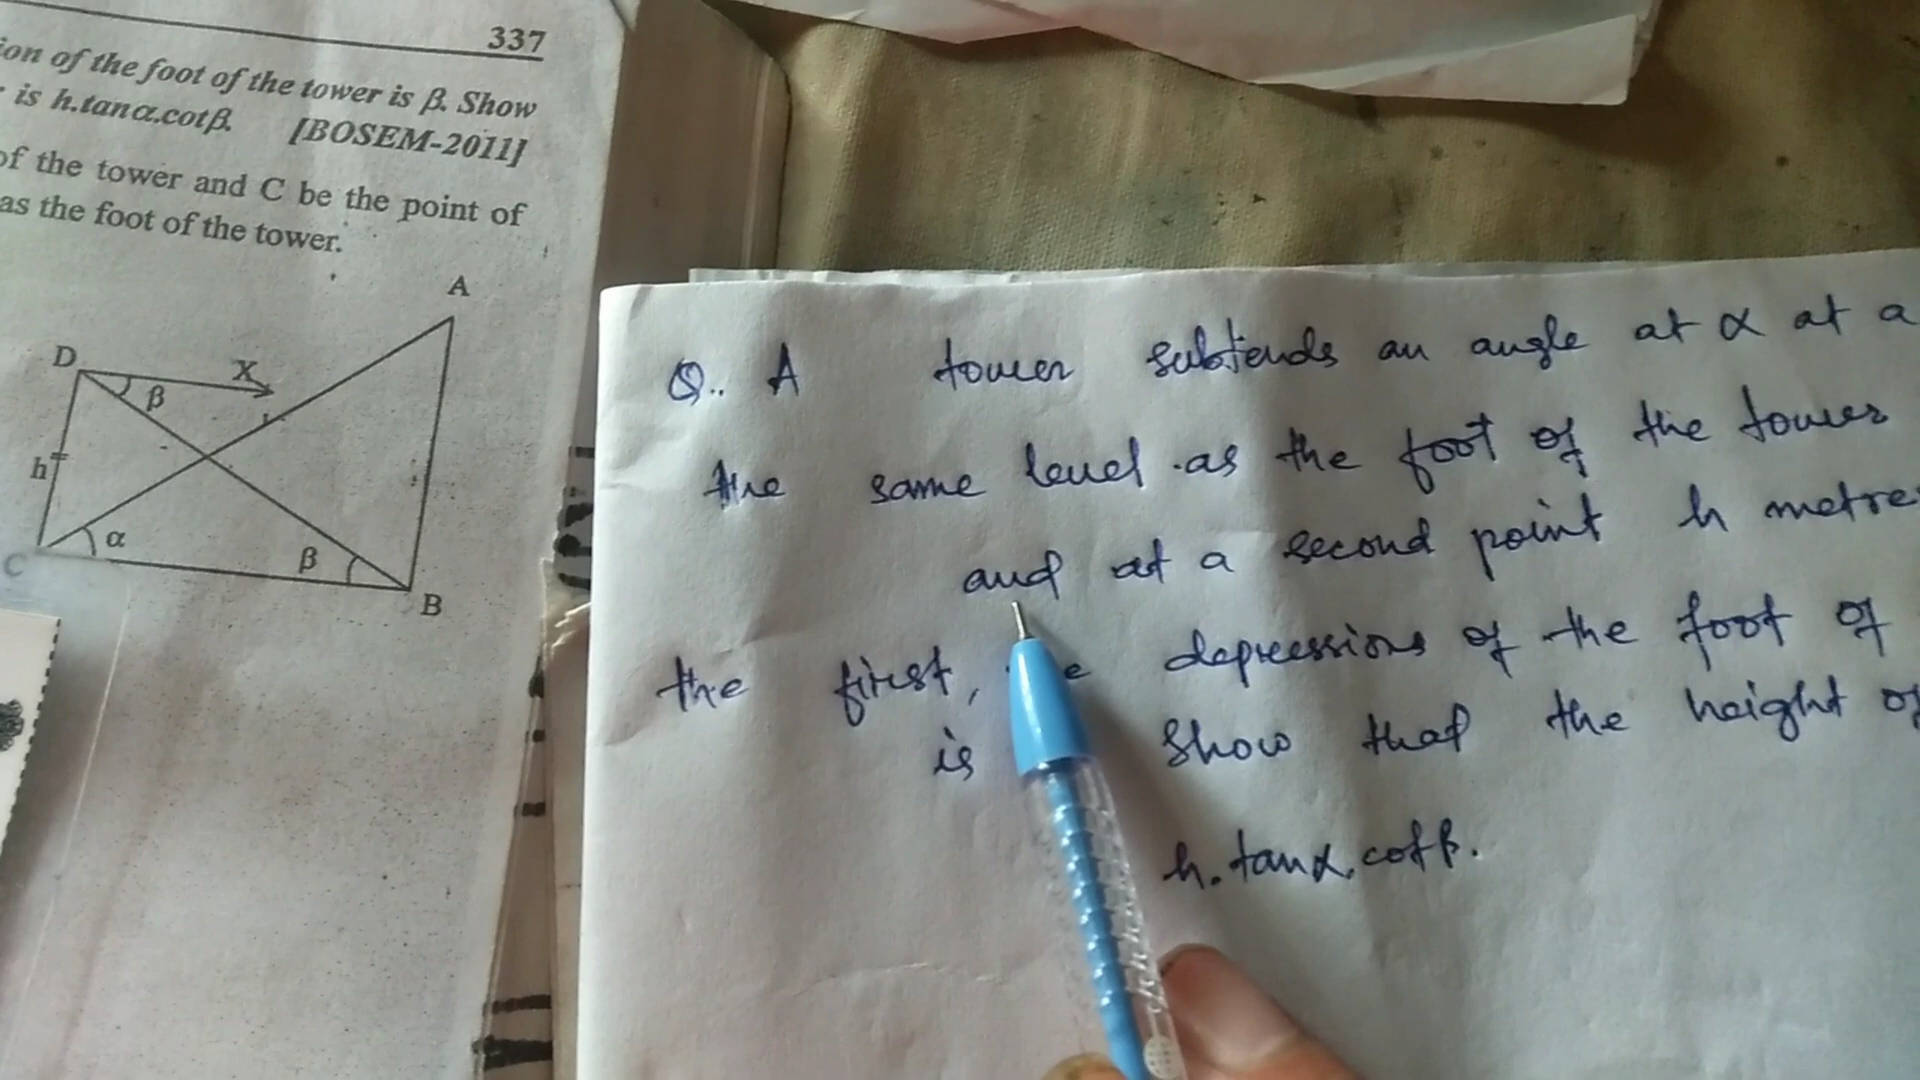 337
ion of the foot of the tower is β. Show
is h.tanα.cotβ. [BOSEM-2011]
of the tower and C be the point of
as the foot of the tower.
A
D
X
β
h
α
β
C
B
Q.. A tower subtends an angle at α at a
the same level as the foot of the tower
and at a second point h metres
the first, depressions of the foot of
is Show that the height of
h.tanα.cotβ.